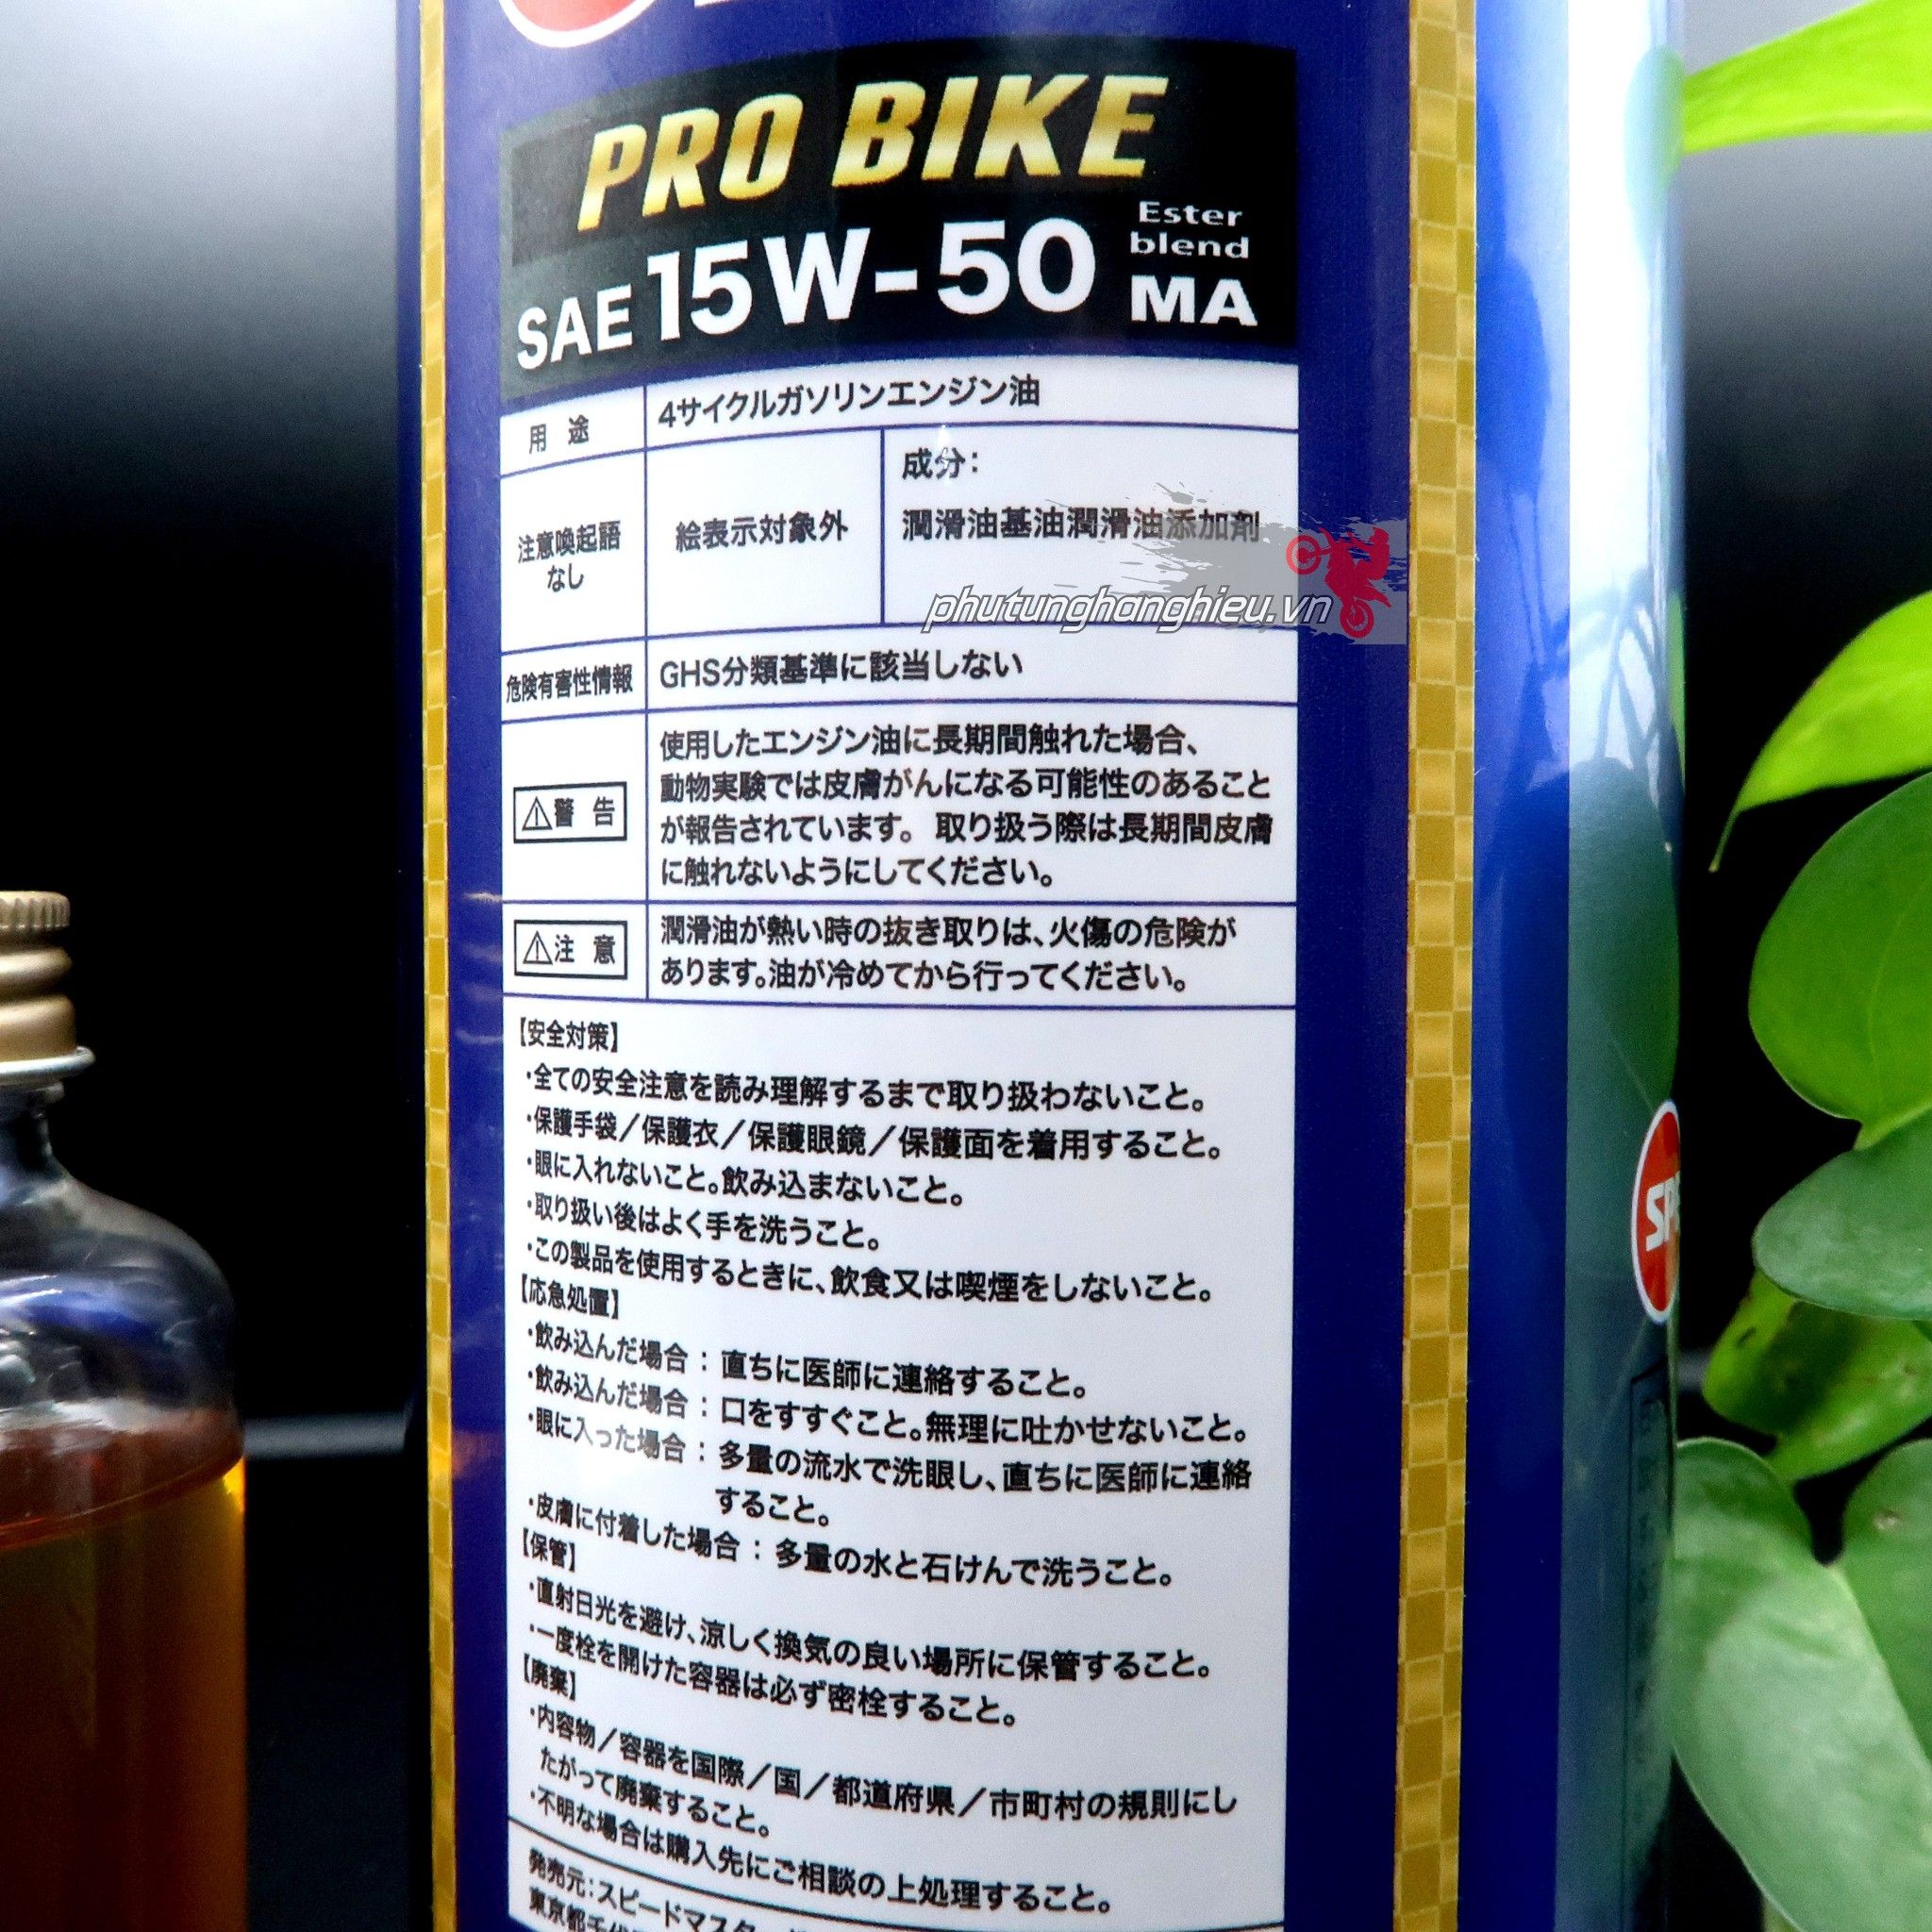 PRO BIKE
SAE 15W-50
Ester
blend
MA
用途 4サイクルガソリンエンジン油
注意喚起語
なし
絵表示対象外
成分:
潤滑油基油潤滑油添加剤
phutunghanghieu.vn
危険有害性情報 GHS分類基準に該当しない
⚠警告
使用したエンジン油に長期間触れた場合、
動物実験では皮膚がんになる可能性のあること
が報告されています。 取り扱う際は長期間皮膚
に触れないようにしてください。
⚠注意
潤滑油が熱い時の抜き取りは、火傷の危険が
あります。油が冷めてから行ってください。
【安全対策】
・全ての安全注意を読み理解するまで取り扱わないこと。
・保護手袋/保護衣/保護眼鏡/保護面を着用すること。
・眼に入れないこと。飲み込まないこと。
・取り扱い後はよく手を洗うこと。
・この製品を使用するときに、飲食又は喫煙をしないこと。
【応急処置】
・飲み込んだ場合:直ちに医師に連絡すること。
・飲み込んだ場合:口をすすぐこと。無理に吐かせないこと。
・眼に入った場合:多量の流水で洗眼し、直ちに医師に連絡
すること。
・皮膚に付着した場合:多量の水と石けんで洗うこと。
【保管】
・直射日光を避け、涼しく換気の良い場所に保管すること。
・一度栓を開けた容器は必ず密栓すること。
【廃棄】
・内容物/容器を国際/国/都道府県/市町村の規則にし
たがって廃棄すること。
・不明な場合は購入先にご相談の上処理すること。
発売元:スピードマスター
東京都千代
SP